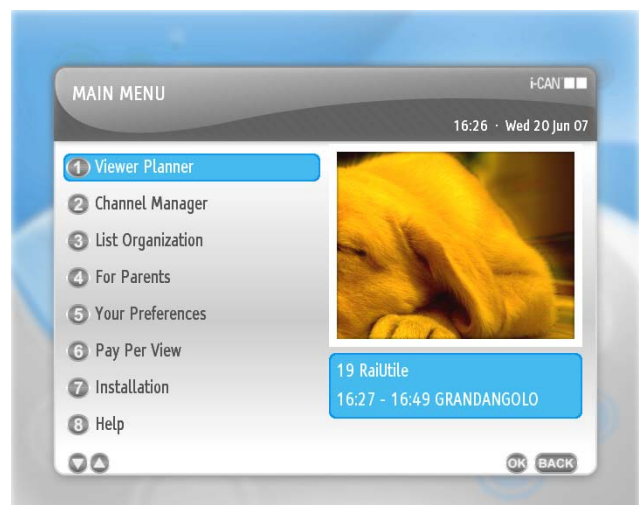 MAIN MENU
i-CAN
16:26 · Wed 20 Jun 07
1 Viewer Planner
2 Channel Manager
3 List Organization
4 For Parents
5 Your Preferences
6 Pay Per View
7 Installation
8 Help
19 RaiUtile
16:27 - 16:49 GRANDANGOLO
OK BACK